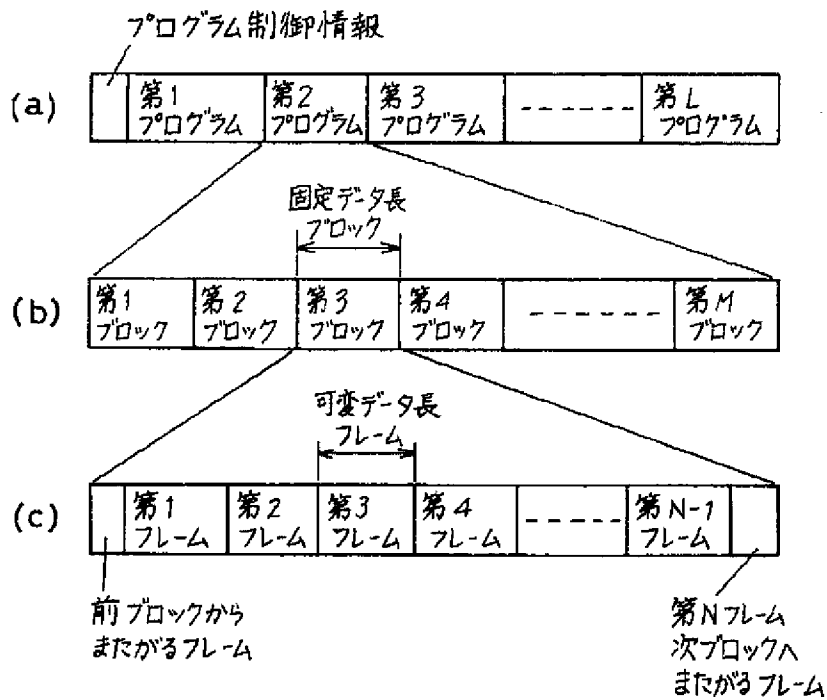 プログラム制御情報
(a)
第1
プログラム
第2
プログラム
第3
プログラム
第L
プログラム
固定データ長
ブロック
(b)
第1
ブロック
第2
ブロック
第3
ブロック
第4
ブロック
第M
ブロック
可変データ長
フレーム
(c)
第1
フレーム
第2
フレーム
第3
フレーム
第4
フレーム
第N-1
フレーム
前ブロックから
またがるフレーム
第Nフレーム
次ブロックへ
またがるフレーム